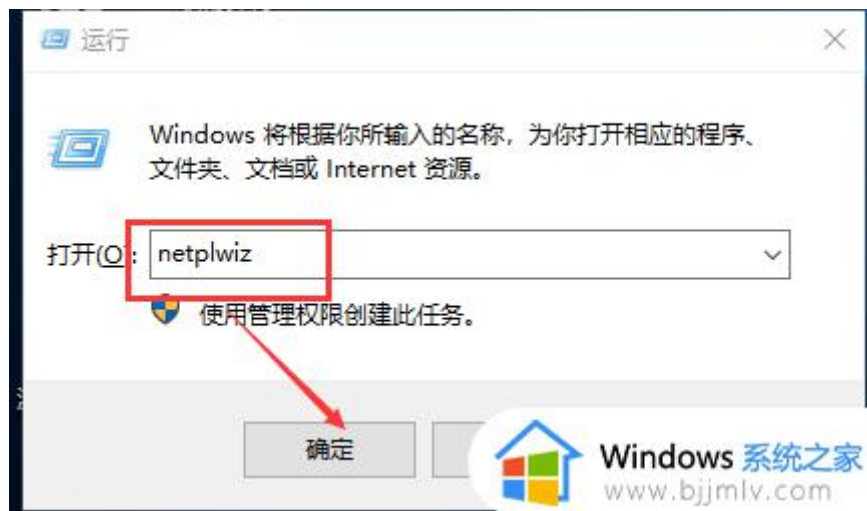 运行
Windows 将根据你所输入的名称，为你打开相应的程序、
文件夹、文档或 Internet 资源。
打开(O): netplwiz
使用管理权限创建此任务。
确定
Windows 系统之家
www.bjjmlv.com